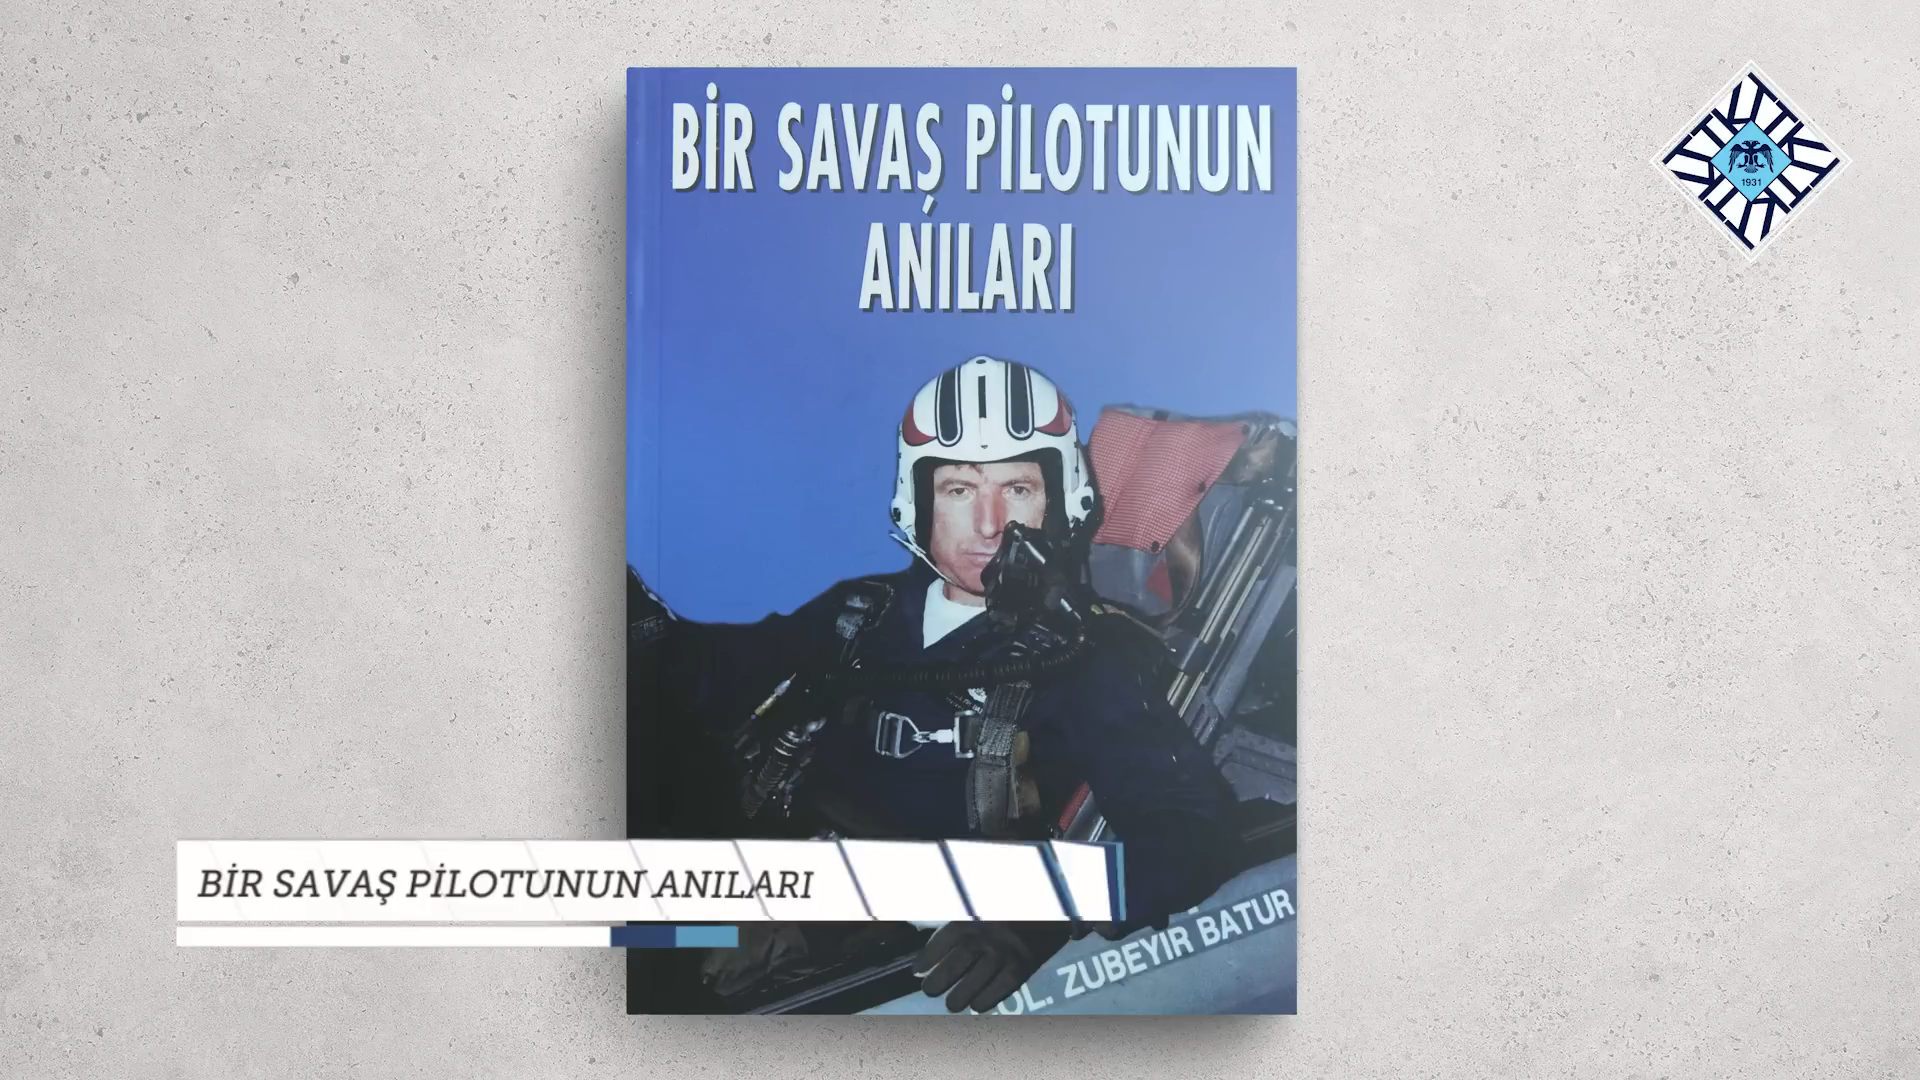 BİR SAVAŞ PİLOTUNUN
ANILARI
BİR SAVAŞ PİLOTUNUN ANILARI
ZUBEYIR BATUR
1931